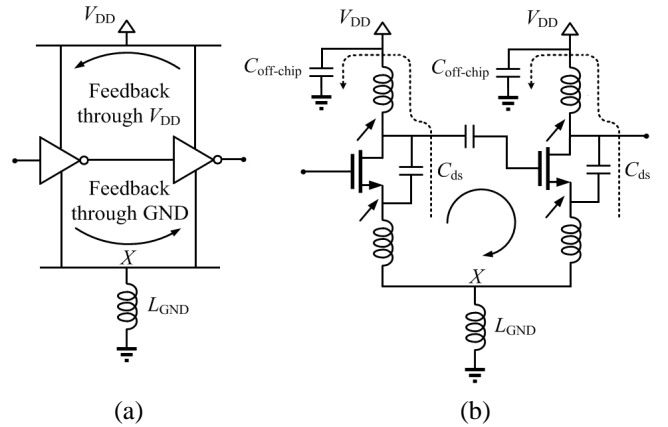 V_DD
Feedback
through V_DD
Feedback
through GND
X
L_GND
(a)
V_DD
C_off-chip
C_ds
V_DD
C_off-chip
C_ds
X
L_GND
(b)